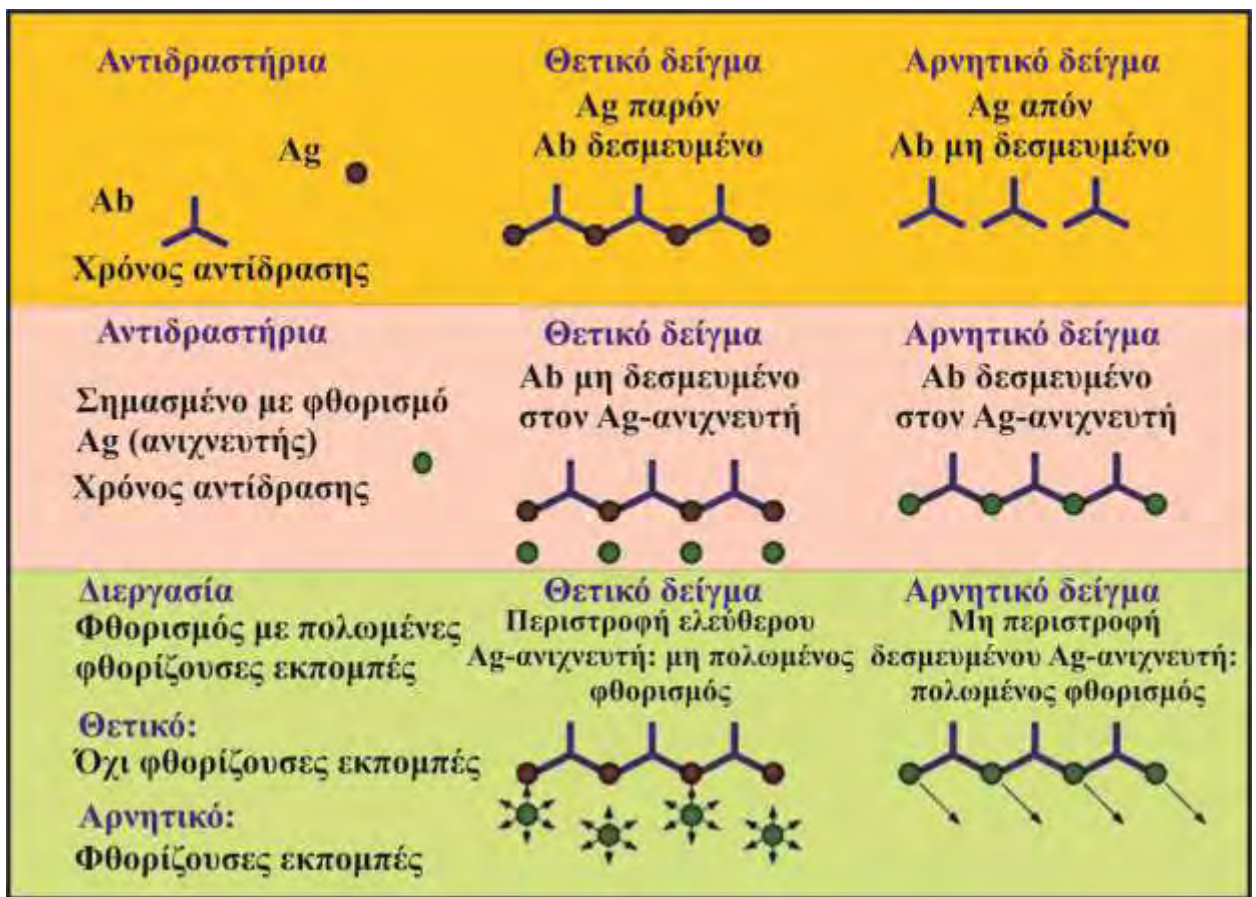 Αντιδραστήρια
Ag
Ab
Χρόνος αντίδρασης
Θετικό δείγμα
Ag παρόν
Ab δεσμευμένο
Αρνητικό δείγμα
Ag απόν
Ab μη δεσμευμένο
Αντιδραστήρια
Σημασμένο με φθορισμό
Ag (ανιχνευτής)
Χρόνος αντίδρασης
Θετικό δείγμα
Ab μη δεσμευμένο
στον Ag-ανιχνευτή
Αρνητικό δείγμα
Ab δεσμευμένο
στον Ag-ανιχνευτή
Διεργασία
Φθορισμός με πολωμένες
φθορίζουσες εκπομπές
Θετικό:
Όχι φθορίζουσες εκπομπές
Αρνητικό:
Φθορίζουσες εκπομπές
Θετικό δείγμα
Περιστροφή ελεύθερου
Ag-ανιχνευτή: μη πολωμένος
φθορισμός
Αρνητικό δείγμα
Μη περιστροφή
δεσμευμένου Ag-ανιχνευτή:
πολωμένος φθορισμός